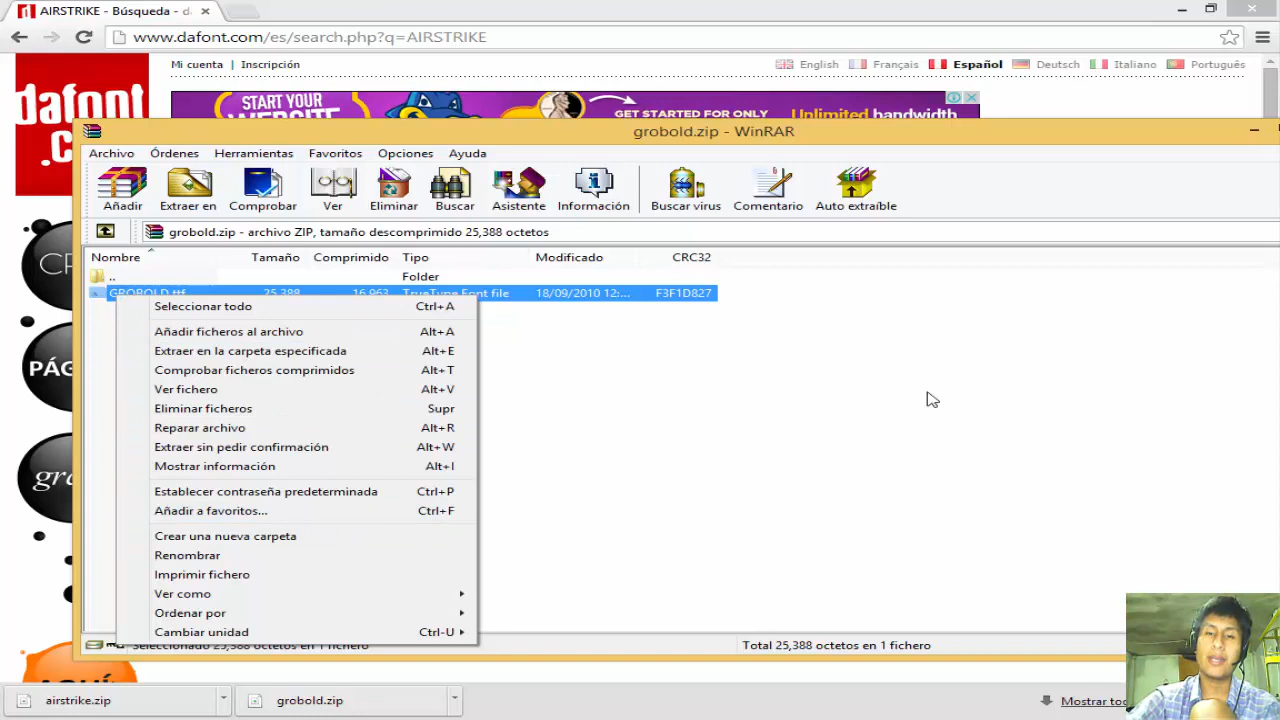 AIRSTRIKE - Búsqueda - d
www.dafont.com/es/search.php?q=AIRSTRIKE
Mi cuenta | Inscripción
English Français Español Deutsch Italiano Português
dafont
.c
START YOUR
WEBSITE
GET STARTED FOR ONLY
Unlimited bandwidth
grobold.zip - WinRAR
Archivo Órdenes Herramientas Favoritos Opciones Ayuda
Añadir Extraer en Comprobar Ver Eliminar Buscar Asistente Información Buscar virus Comentario Auto extraíble
grobold.zip - archivo ZIP, tamaño descomprimido 25,388 octetos
Nombre Tamaño Comprimido Tipo Modificado CRC32
.. Folder
GROBOLD.ttf 25,388 16,963 TrueType Font file 18/09/2010 12:... F3F1D827
Seleccionar todo Ctrl+A
Añadir ficheros al archivo Alt+A
Extraer en la carpeta especificada Alt+E
Comprobar ficheros comprimidos Alt+T
Ver fichero Alt+V
Eliminar ficheros Supr
Reparar archivo Alt+R
Extraer sin pedir confirmación Alt+W
Mostrar información Alt+I
Establecer contraseña predeterminada Ctrl+P
Añadir a favoritos... Ctrl+F
Crear una nueva carpeta
Renombrar
Imprimir fichero
Ver como
Ordenar por
Cambiar unidad Ctrl-U
CR
PÁG
gra
AQUÍ
Seleccionado 25,388 octetos en 1 fichero
Total 25,388 octetos en 1 fichero
airstrike.zip
grobold.zip
Mostrar to